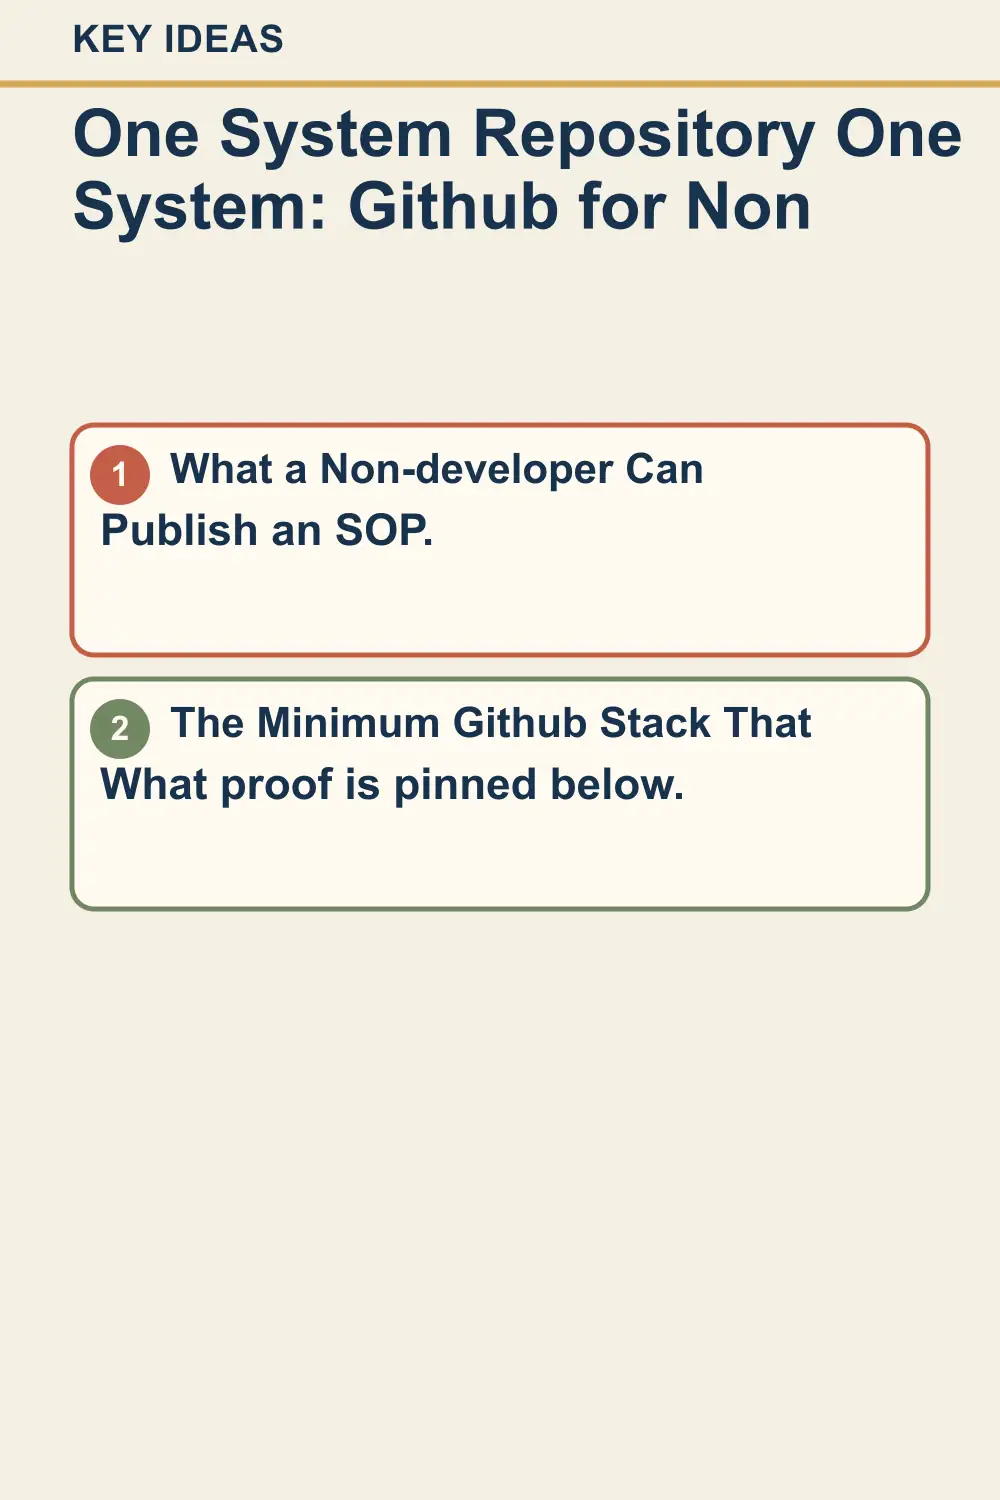 KEY IDEAS
One System Repository One
System: Github for Non
1 What a Non-developer Can
Publish an SOP.
2 The Minimum Github Stack That
What proof is pinned below.